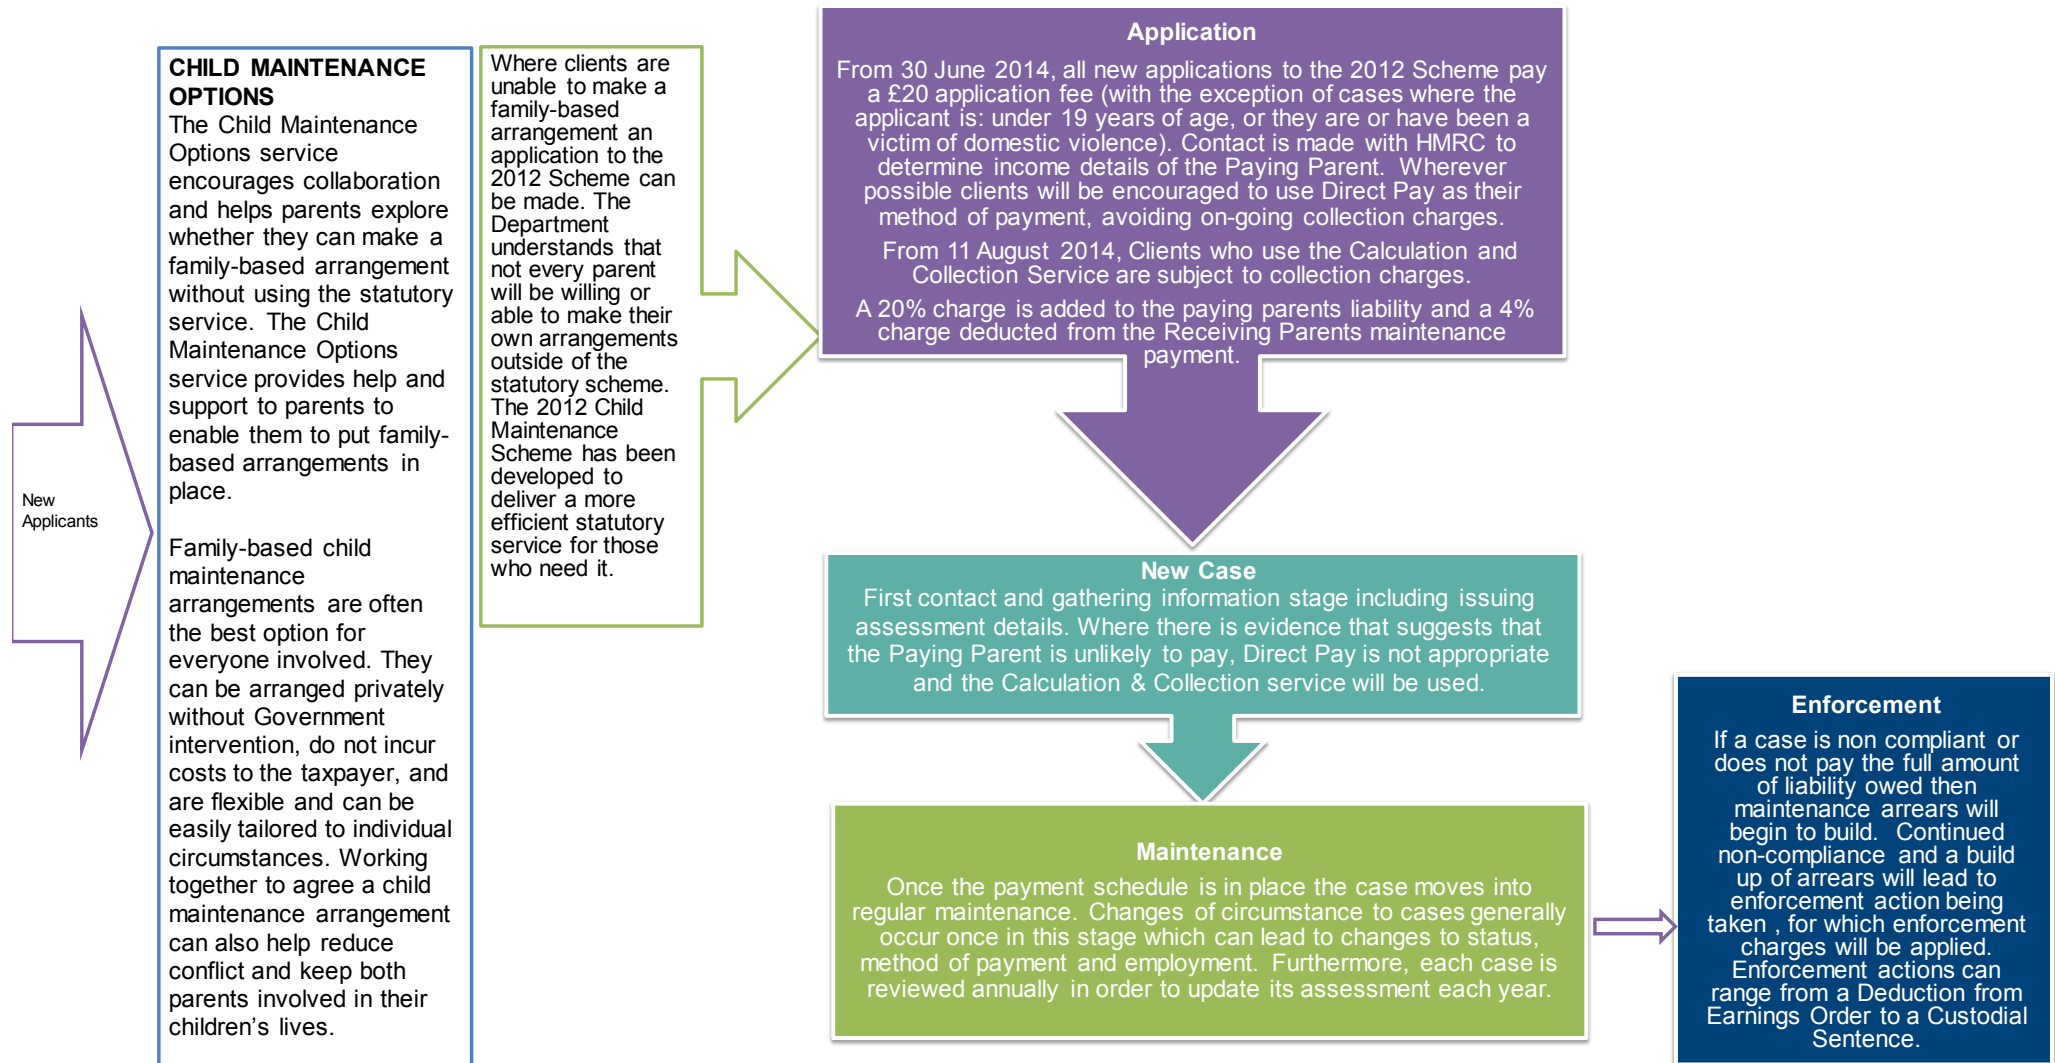 New
Applicants
CHILD MAINTENANCE
OPTIONS
The Child Maintenance
Options service
encourages collaboration
and helps parents explore
whether they can make a
family-based arrangement
without using the statutory
service. The Child
Maintenance Options
service provides help and
support to parents to
enable them to put family-
based arrangements in
place.
Family-based child
maintenance
arrangements are often
the best option for
everyone involved. They
can be arranged privately
without Government
intervention, do not incur
costs to the taxpayer, and
are flexible and can be
easily tailored to individual
circumstances. Working
together to agree a child
maintenance arrangement
can also help reduce
conflict and keep both
parents involved in their
children’s lives.
Where clients are
unable to make a
family-based
arrangement an
application to the
2012 Scheme can
be made. The
Department
understands that
not every parent
will be willing or
able to make their
own arrangements
outside of the
statutory scheme.
The 2012 Child
Maintenance
Scheme has been
developed to
deliver a more
efficient statutory
service for those
who need it.
Application
From 30 June 2014, all new applications to the 2012 Scheme pay
a £20 application fee (with the exception of cases where the
applicant is: under 19 years of age, or they are or have been a
victim of domestic violence). Contact is made with HMRC to
determine income details of the Paying Parent. Wherever
possible clients will be encouraged to use Direct Pay as their
method of payment, avoiding on-going collection charges.
From 11 August 2014, Clients who use the Calculation and
Collection Service are subject to collection charges.
A 20% charge is added to the paying parents liability and a 4%
charge deducted from the Receiving Parents maintenance
payment.
New Case
First contact and gathering information stage including issuing
assessment details. Where there is evidence that suggests that
the Paying Parent is unlikely to pay, Direct Pay is not appropriate
and the Calculation & Collection service will be used.
Maintenance
Once the payment schedule is in place the case moves into
regular maintenance. Changes of circumstance to cases generally
occur once in this stage which can lead to changes to status,
method of payment and employment. Furthermore, each case is
reviewed annually in order to update its assessment each year.
Enforcement
If a case is non compliant or
does not pay the full amount
of liability owed then
maintenance arrears will
begin to build. Continued
non-compliance and a build
up of arrears will lead to
enforcement action being
taken , for which enforcement
charges will be applied.
Enforcement actions can
range from a Deduction from
Earnings Order to a Custodial
Sentence.